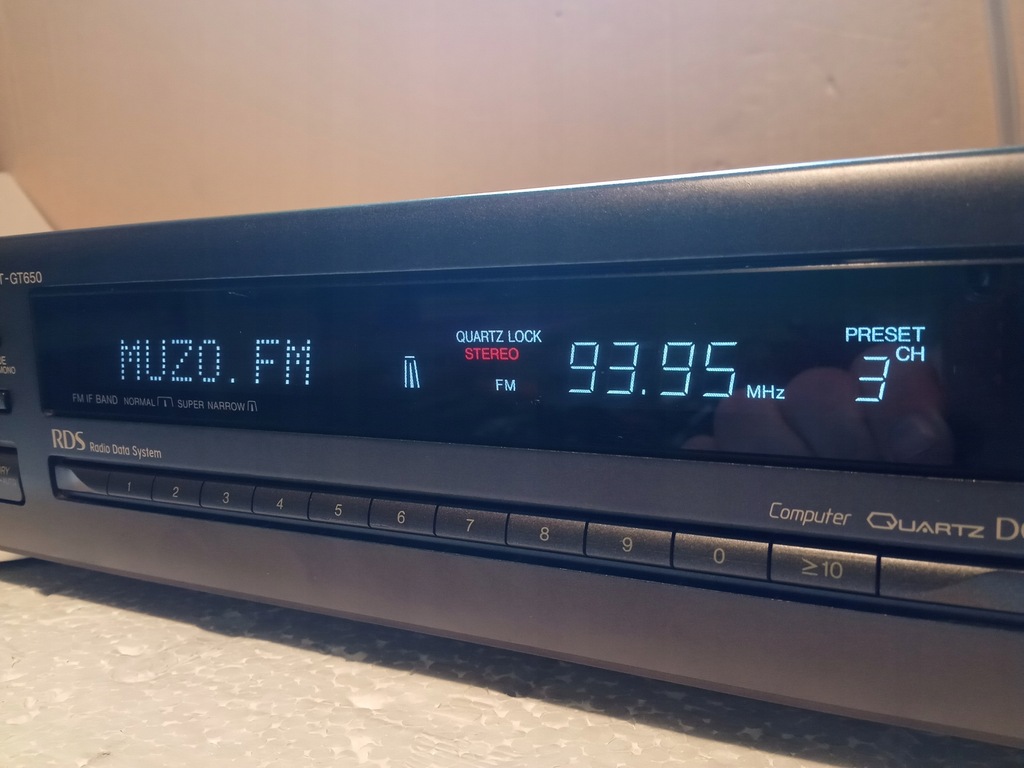 T-GT650
MUZO.FM
QUARTZ LOCK
STEREO
FM
93.95 MHz
PRESET
3 CH
MONO
FM IF BAND NORMAL SUPER NARROW
RDS Radio Data System
1 2 3 4 5 6 7 8 9 0 ≥10
Computer QUARTZ